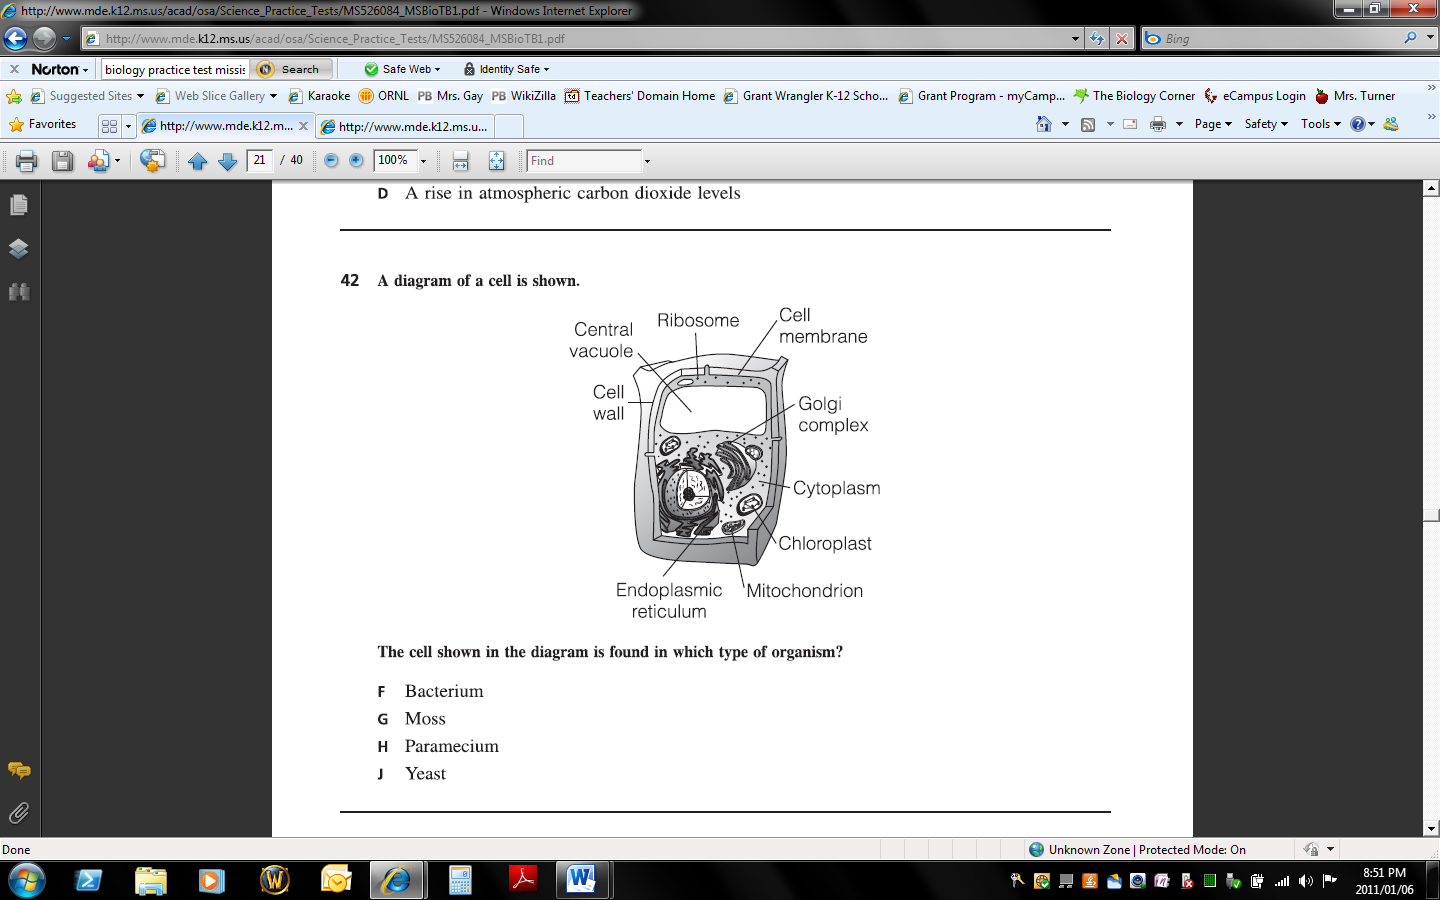 http://www.mde.k12.ms.us/acad/osa/Science_Practice_Tests/MS526084_MSBioTB1.pdf - Windows Internet Explorer
http://www.mde.k12.ms.us/acad/osa/Science_Practice_Tests/MS526084_MSBioTB1.pdf
Bing
x Norton
biology practice test missis
Search
Safe Web
Identity Safe
Suggested Sites
Web Slice Gallery
Karaoke
ORNL
PB Mrs. Gay
PB WikiZilla
td Teachers' Domain Home
Grant Wrangler K-12 Scho...
Grant Program - myCamp...
The Biology Corner
eCampus Login
Mrs. Turner
Favorites
http://www.mde.k12.m...
http://www.mde.k12.ms.u...
Page
Safety
Tools
21 / 40
100%
Find
D A rise in atmospheric carbon dioxide levels
42 A diagram of a cell is shown.
Central
vacuole
Ribosome
Cell
membrane
Cell
wall
Golgi
complex
Cytoplasm
Chloroplast
Endoplasmic
reticulum
Mitochondrion
The cell shown in the diagram is found in which type of organism?
F Bacterium
G Moss
H Paramecium
J Yeast
Done
Unknown Zone | Protected Mode: On
8:51 PM
2011/01/06